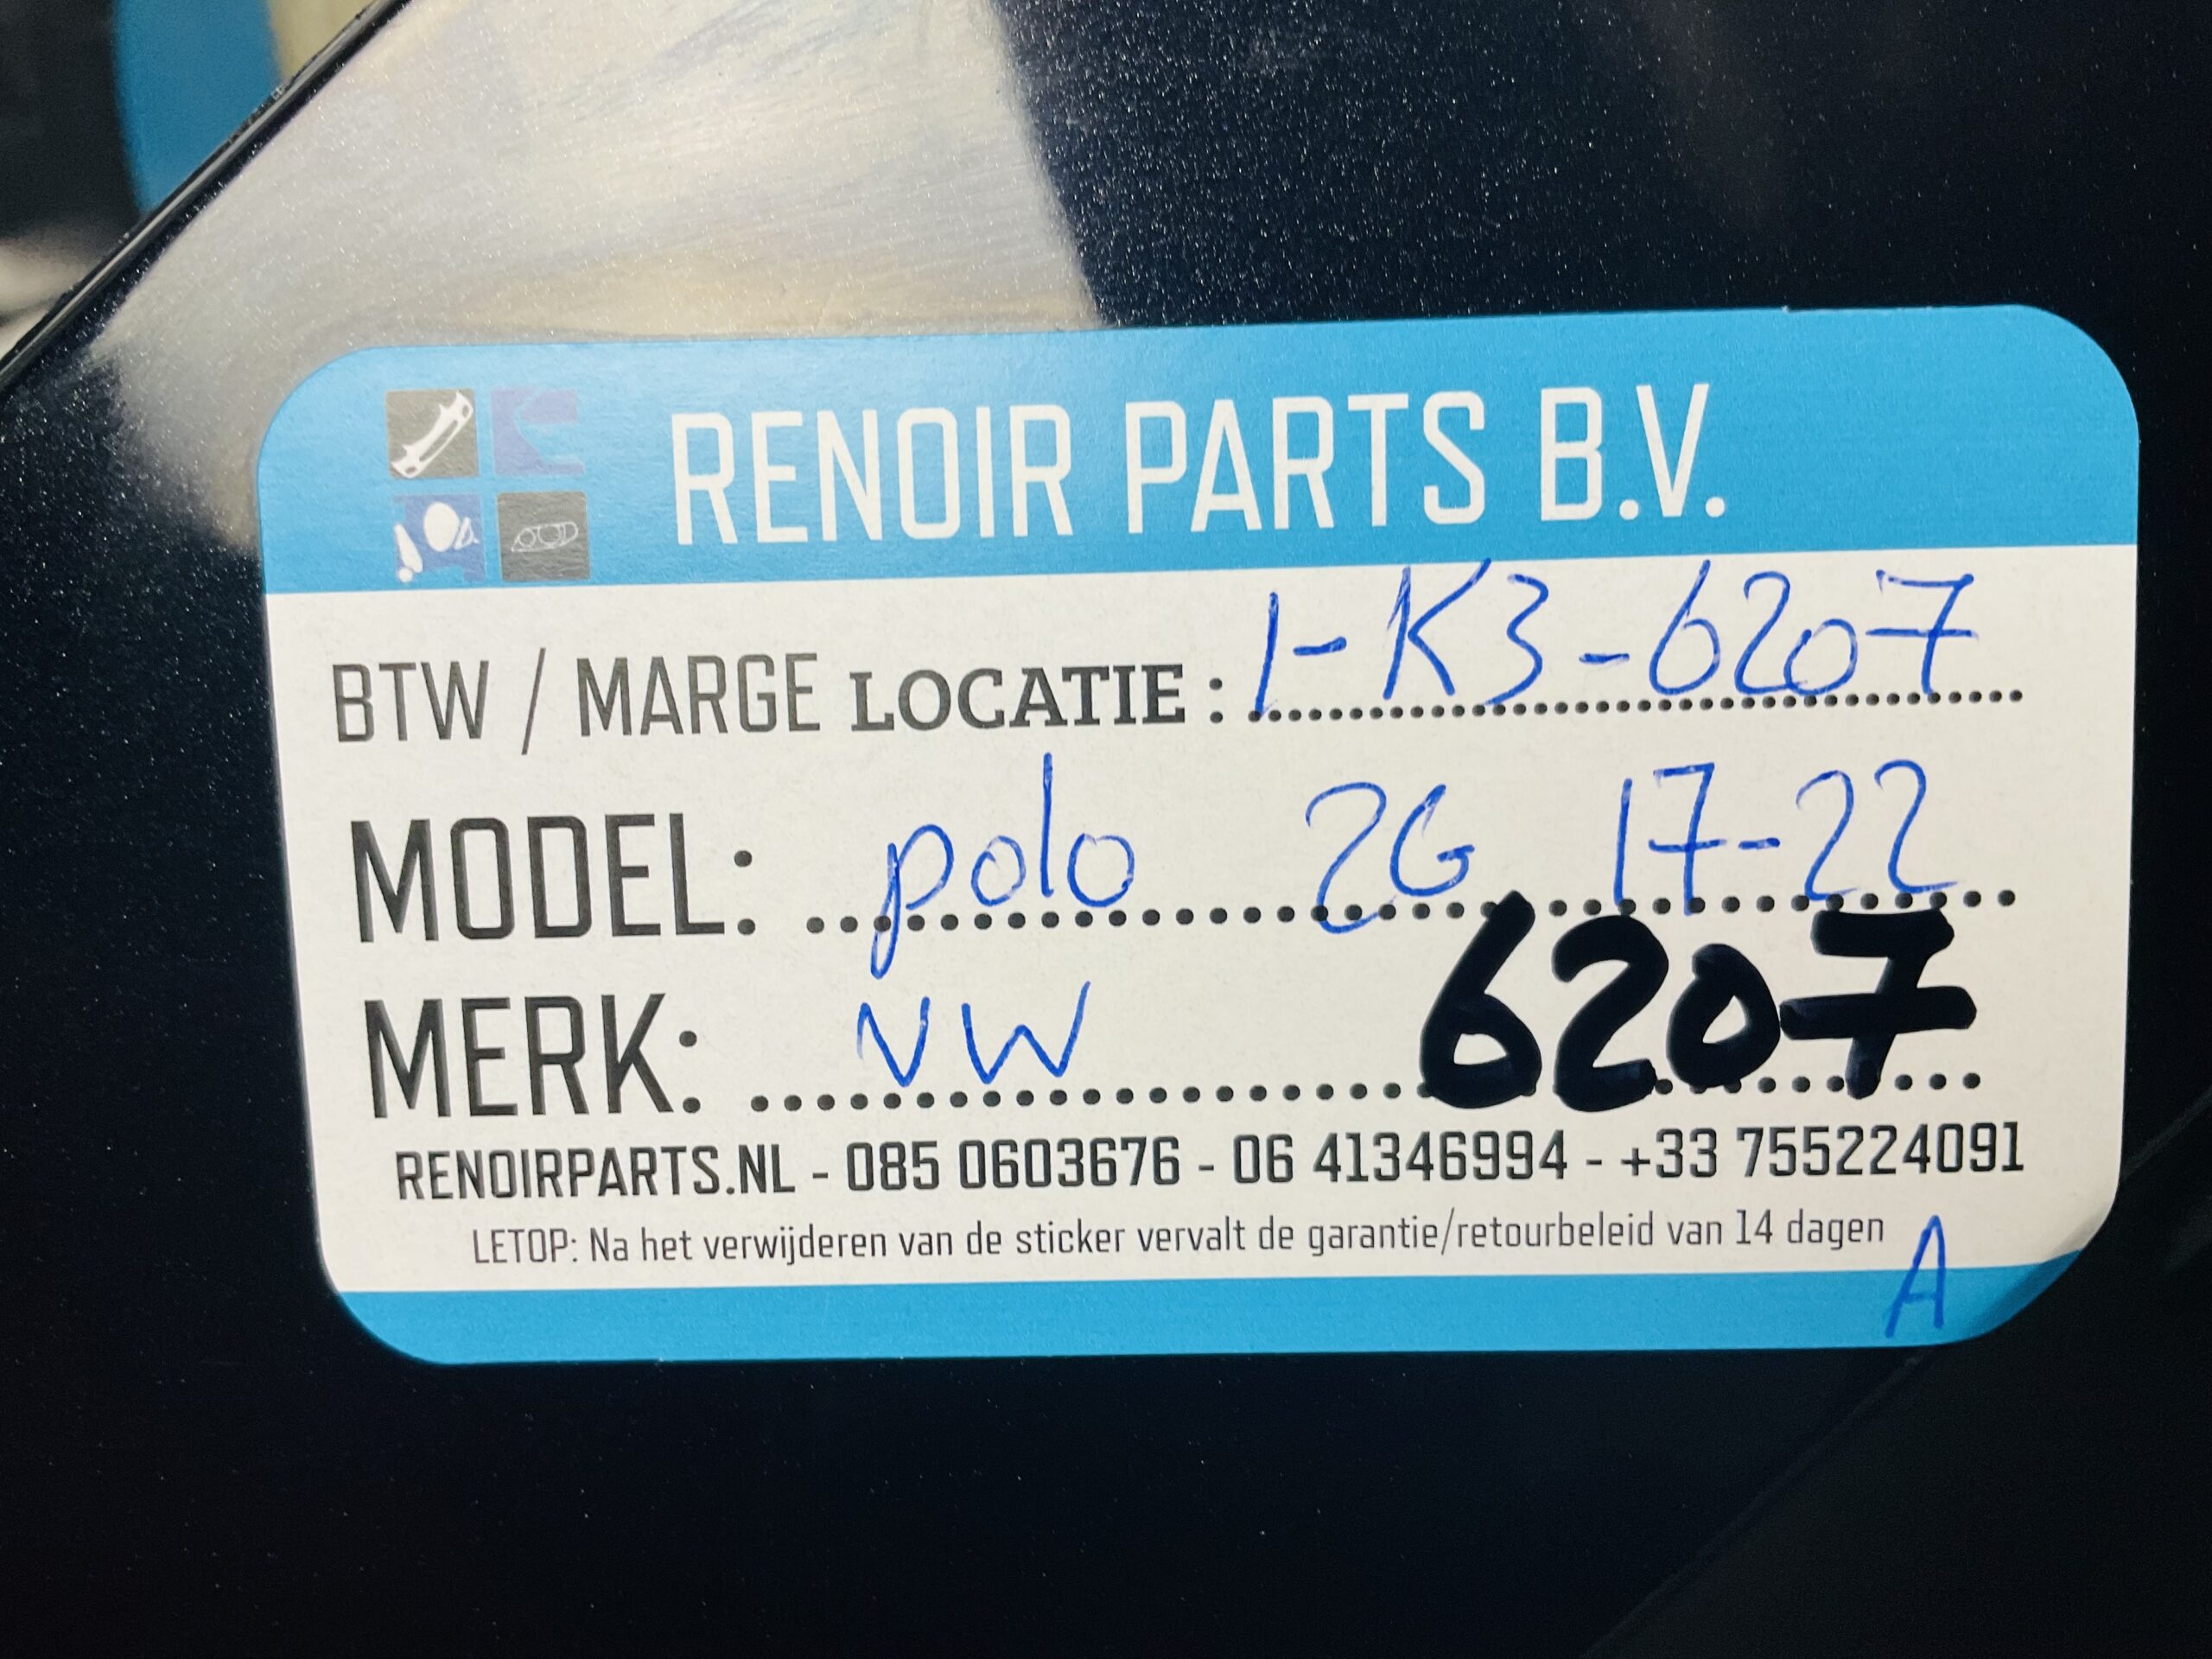 RENOIR PARTS B.V.
BTW / MARGE LOCATIE : 1-K3-6207
MODEL: polo 2G 17-22
MERK: VW 6207
RENOIRPARTS.NL - 085 0603676 - 06 41346994 - +33 755224091
LETOP: Na het verwijderen van de sticker vervalt de garantie/retourbeleid van 14 dagen
A